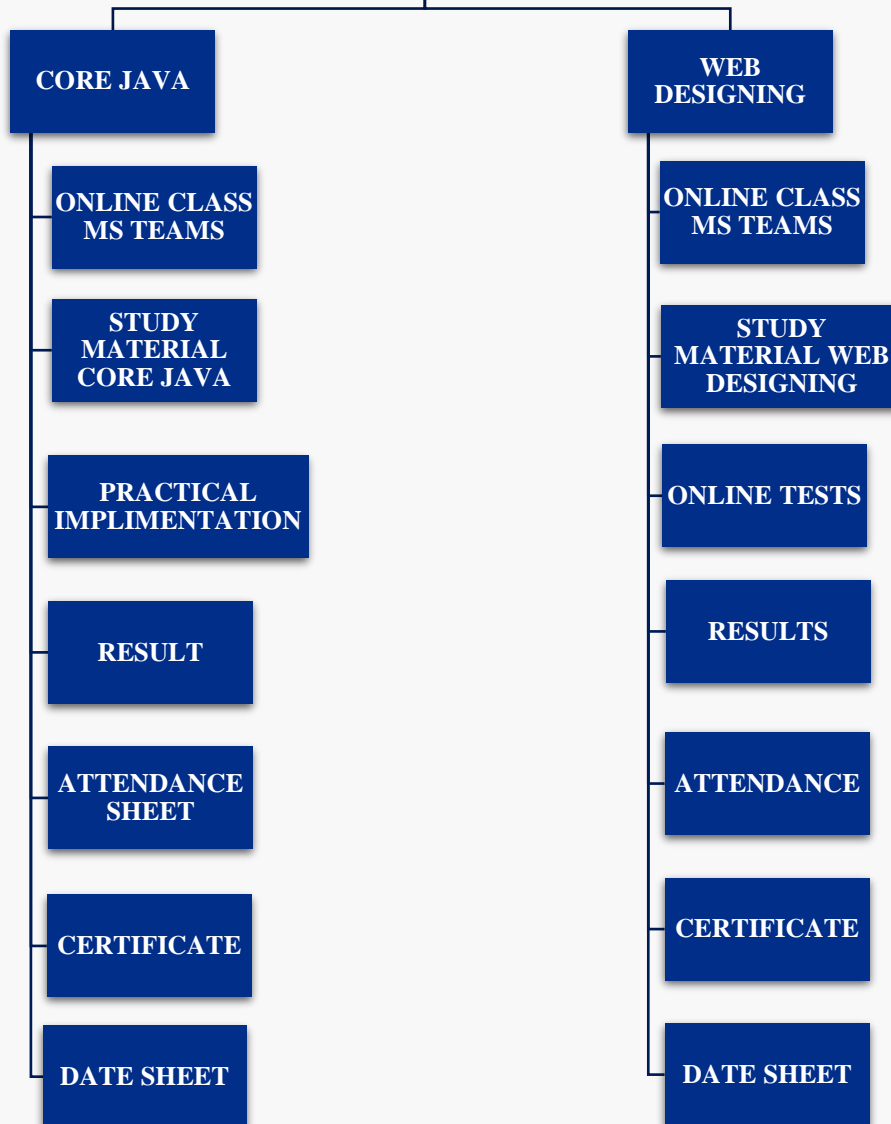 CORE JAVA
ONLINE CLASS
MS TEAMS
STUDY
MATERIAL
CORE JAVA
PRACTICAL
IMPLIMENTATION
RESULT
ATTENDANCE
SHEET
CERTIFICATE
DATE SHEET
WEB
DESIGNING
ONLINE CLASS
MS TEAMS
STUDY
MATERIAL WEB
DESIGNING
ONLINE TESTS
RESULTS
ATTENDANCE
CERTIFICATE
DATE SHEET